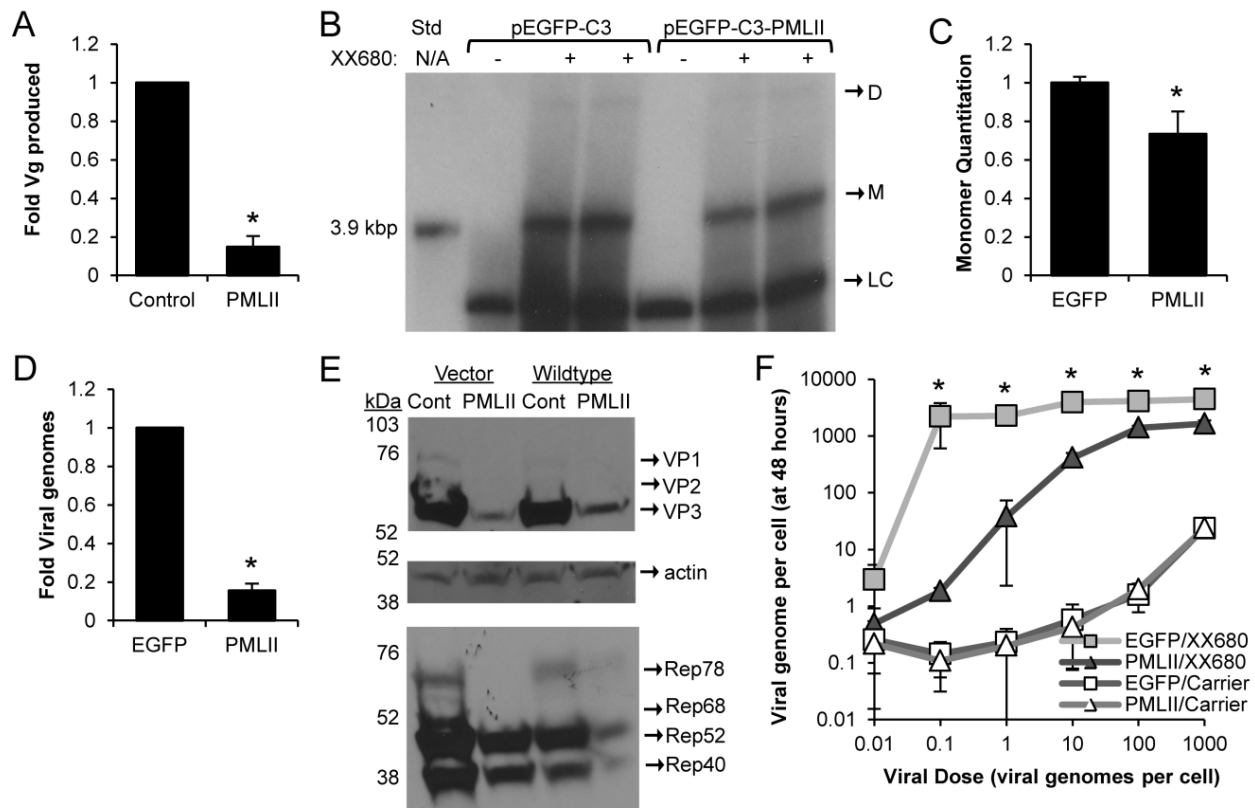 A
Fold Vg produced
1.2
1
0.8
0.6
0.4
0.2
0
*
Control PMLII
B
Std pEGFP-C3 pEGFP-C3-PMLII
XX680: N/A - + + - + +
D
M
3.9 kbp
LC
C
Monomer Quantitation
1.2
1
0.8
0.6
0.4
0.2
0
*
EGFP PMLII
D
Fold Viral genomes
1.2
1
0.8
0.6
0.4
0.2
0
*
EGFP PMLII
E
Vector Wildtype
kDa Cont PMLII Cont PMLII
103
76
VP1
VP2
VP3
52
52
actin
38
76
Rep78
Rep68
52
Rep52
Rep40
38
F
Viral genome per cell (at 48 hours)
10000
1000
100
10
1
0.1
0.01
* * * * *
EGFP/XX680
PMLII/XX680
EGFP/Carrier
PMLII/Carrier
0.01 0.1 1 10 100 1000
Viral Dose (viral genomes per cell)